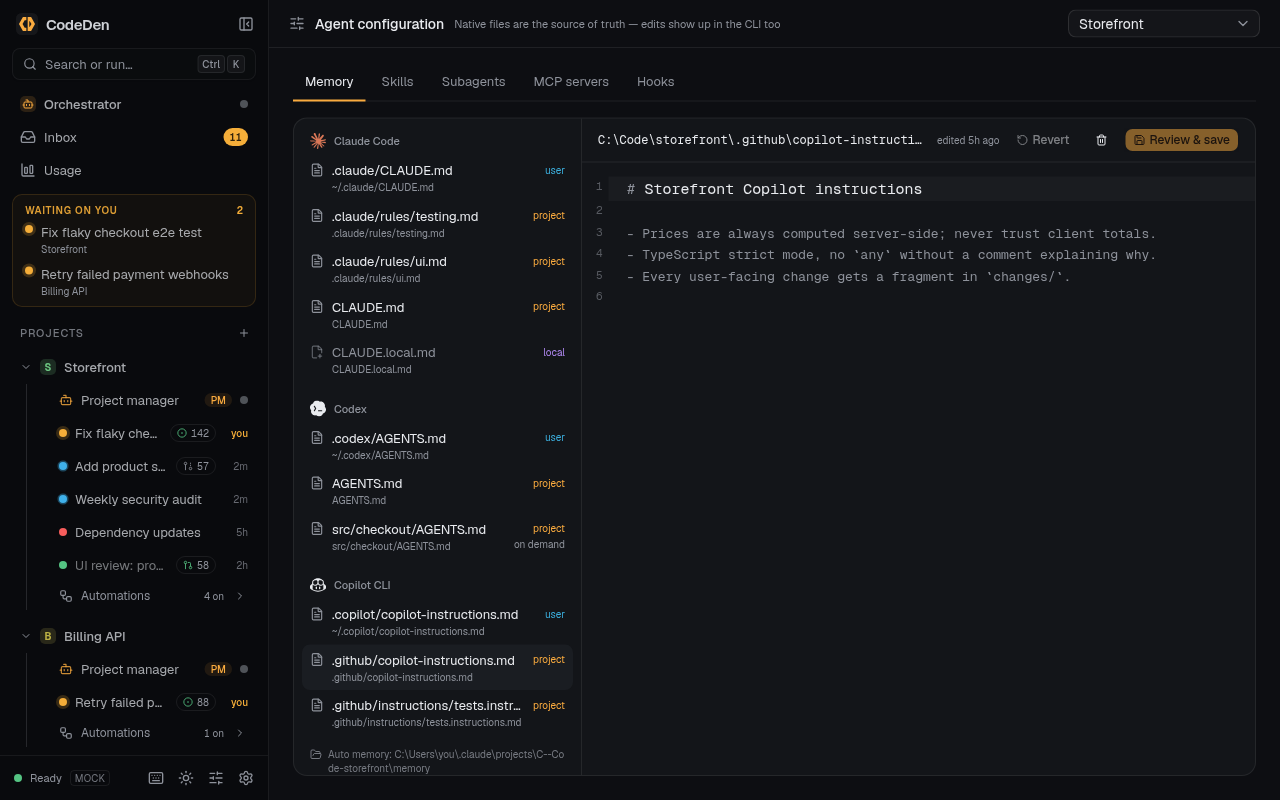 CodeDen
Search or run… Ctrl K
Orchestrator
Inbox 11
Usage
WAITING ON YOU 2
Fix flaky checkout e2e test
Storefront
Retry failed payment webhooks
Billing API
PROJECTS
S Storefront
Project manager PM
Fix flaky che… 142 you
Add product s… 57 2m
Weekly security audit 2m
Dependency updates 5h
UI review: pro… 58 2h
Automations 4 on
B Billing API
Project manager PM
Retry failed p… 88 you
Automations 1 on
Ready MOCK
Agent configuration Native files are the source of truth — edits show up in the CLI too
Storefront
Memory Skills Subagents MCP servers Hooks
Claude Code
.claude/CLAUDE.md user
~/.claude/CLAUDE.md
.claude/rules/testing.md project
.claude/rules/testing.md
.claude/rules/ui.md project
.claude/rules/ui.md
CLAUDE.md project
CLAUDE.md
CLAUDE.local.md local
CLAUDE.local.md
Codex
.codex/AGENTS.md user
~/.codex/AGENTS.md
AGENTS.md project
AGENTS.md
src/checkout/AGENTS.md project
src/checkout/AGENTS.md on demand
Copilot CLI
.copilot/copilot-instructions.md user
~/.copilot/copilot-instructions.md
.github/copilot-instructions.md project
.github/copilot-instructions.md
.github/instructions/tests.instr… project
.github/instructions/tests.instructions.md
Auto memory: C:\Users\you\.claude\projects\C--Co
de-storefront\memory
C:\Code\storefront\.github\copilot-instructi… edited 5h ago Revert Review & save
1 # Storefront Copilot instructions
2
3 - Prices are always computed server-side; never trust client totals.
4 - TypeScript strict mode, no `any` without a comment explaining why.
5 - Every user-facing change gets a fragment in `changes/`.
6